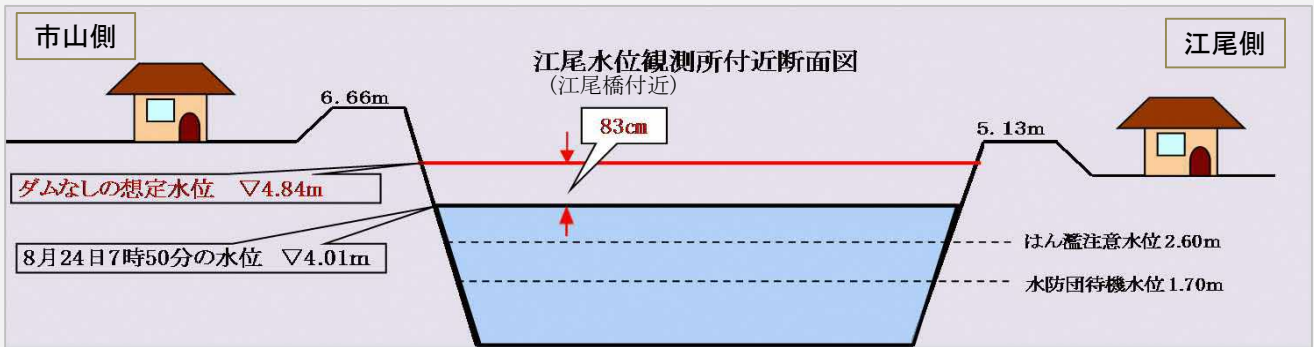 市山側
江尾側
江尾水位観測所付近断面図
(江尾橋付近)
6.66m
83cm
5.13m
ダムなしの想定水位 ▽4.84m
8月24日7時50分の水位 ▽4.01m
はん濫注意水位2.60m
水防団待機水位1.70m